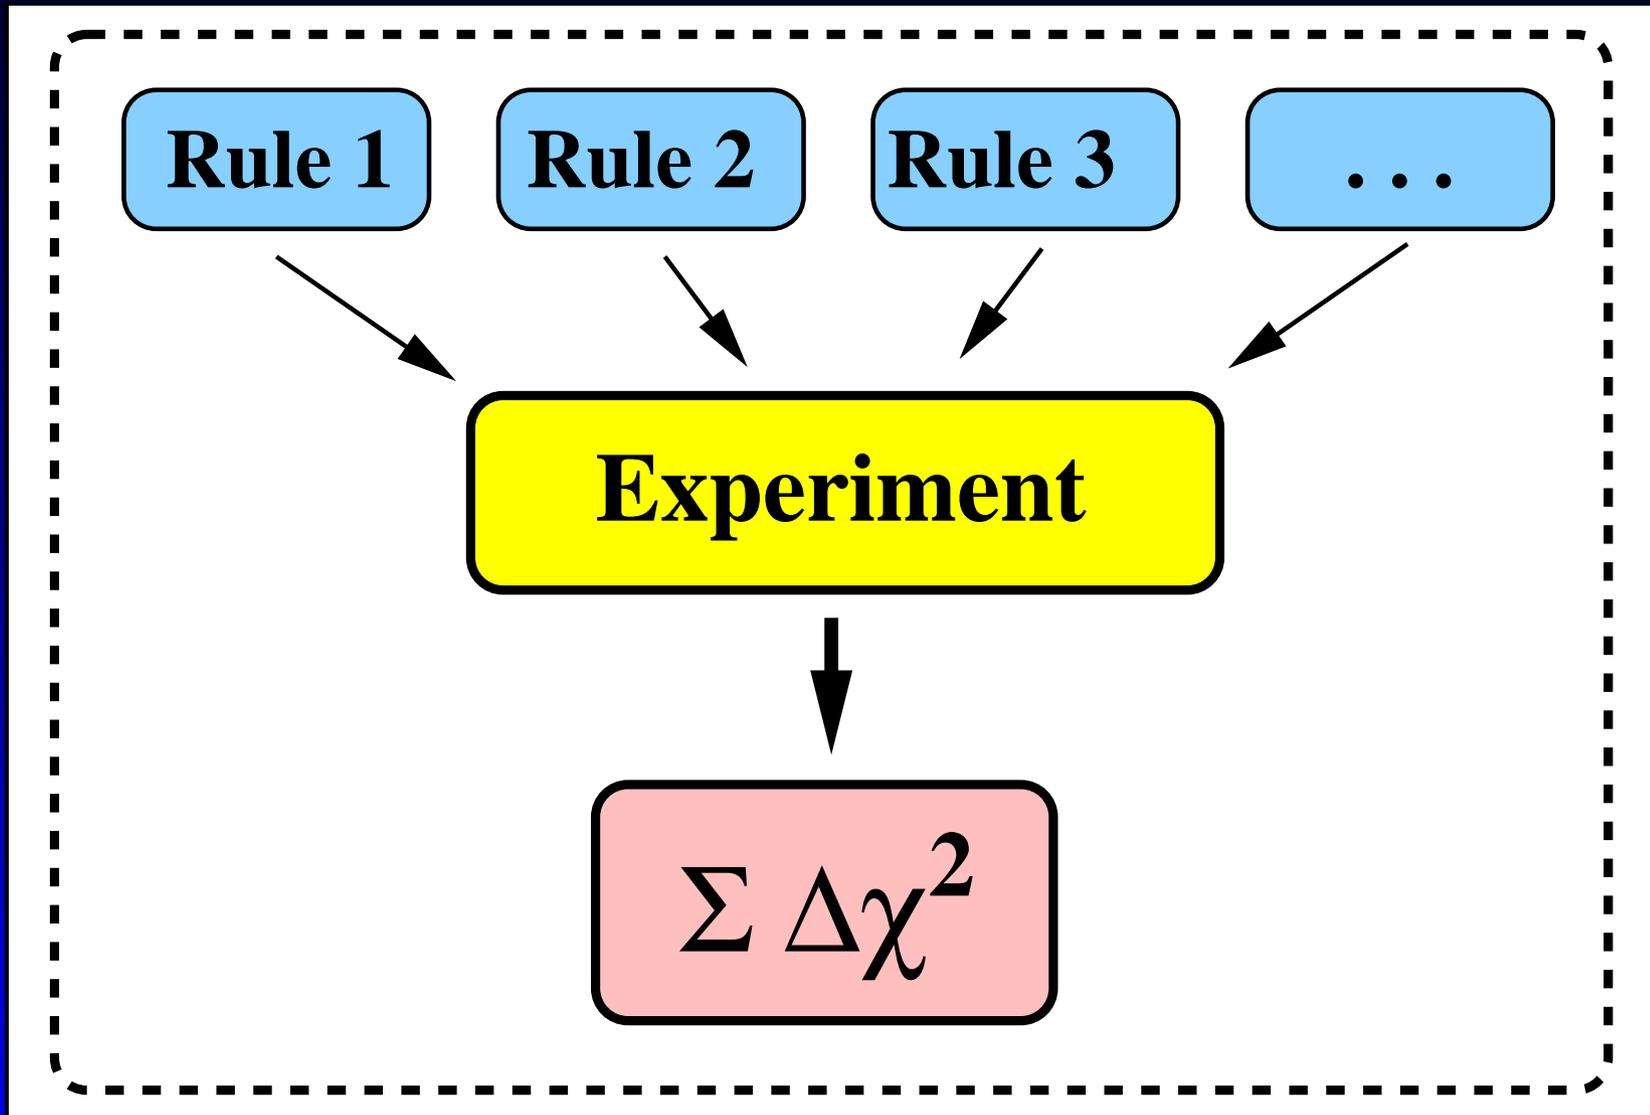 Rule 1
Rule 2
Rule 3
...
Experiment
Σ Δχ²